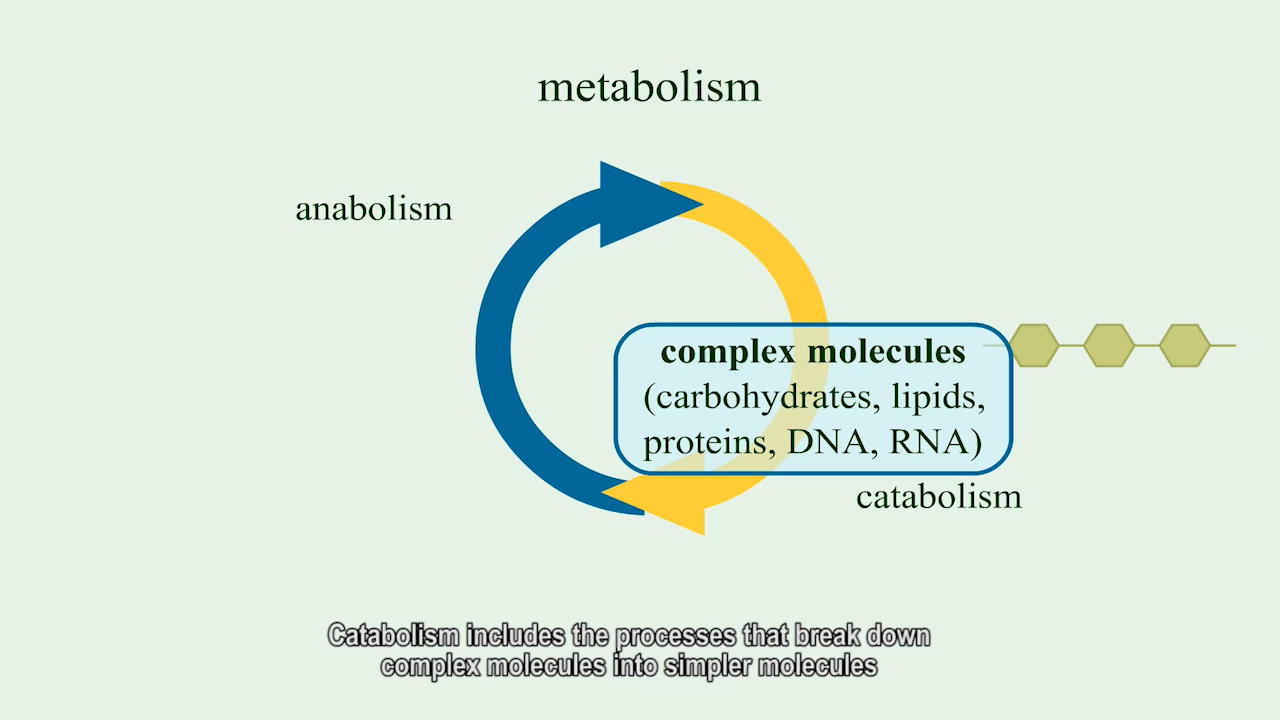 metabolism
anabolism
complex molecules
(carbohydrates, lipids,
proteins, DNA, RNA)
catabolism
Catabolism includes the processes that break down
complex molecules into simpler molecules